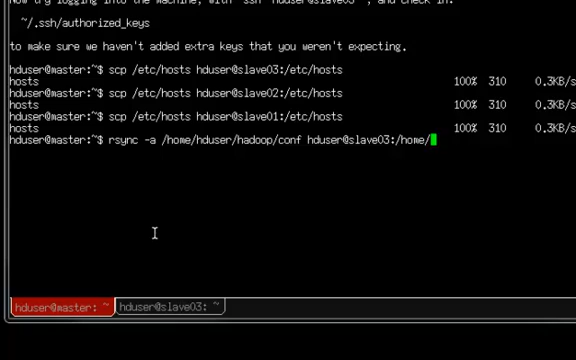 Now try logging into the machine, with "ssh 'hduser@slave03'", and check in:
~/.ssh/authorized_keys
to make sure we haven't added extra keys that you weren't expecting.
hduser@master:~$ scp /etc/hosts hduser@slave03:/etc/hosts
hosts 100% 310 0.3KB/s
hduser@master:~$ scp /etc/hosts hduser@slave02:/etc/hosts
hosts 100% 310 0.3KB/s
hduser@master:~$ scp /etc/hosts hduser@slave01:/etc/hosts
hosts 100% 310 0.3KB/s
hduser@master:~$ rsync -a /home/hduser/hadoop/conf hduser@slave03:/home/
hduser@master: ~ hduser@slave03: ~